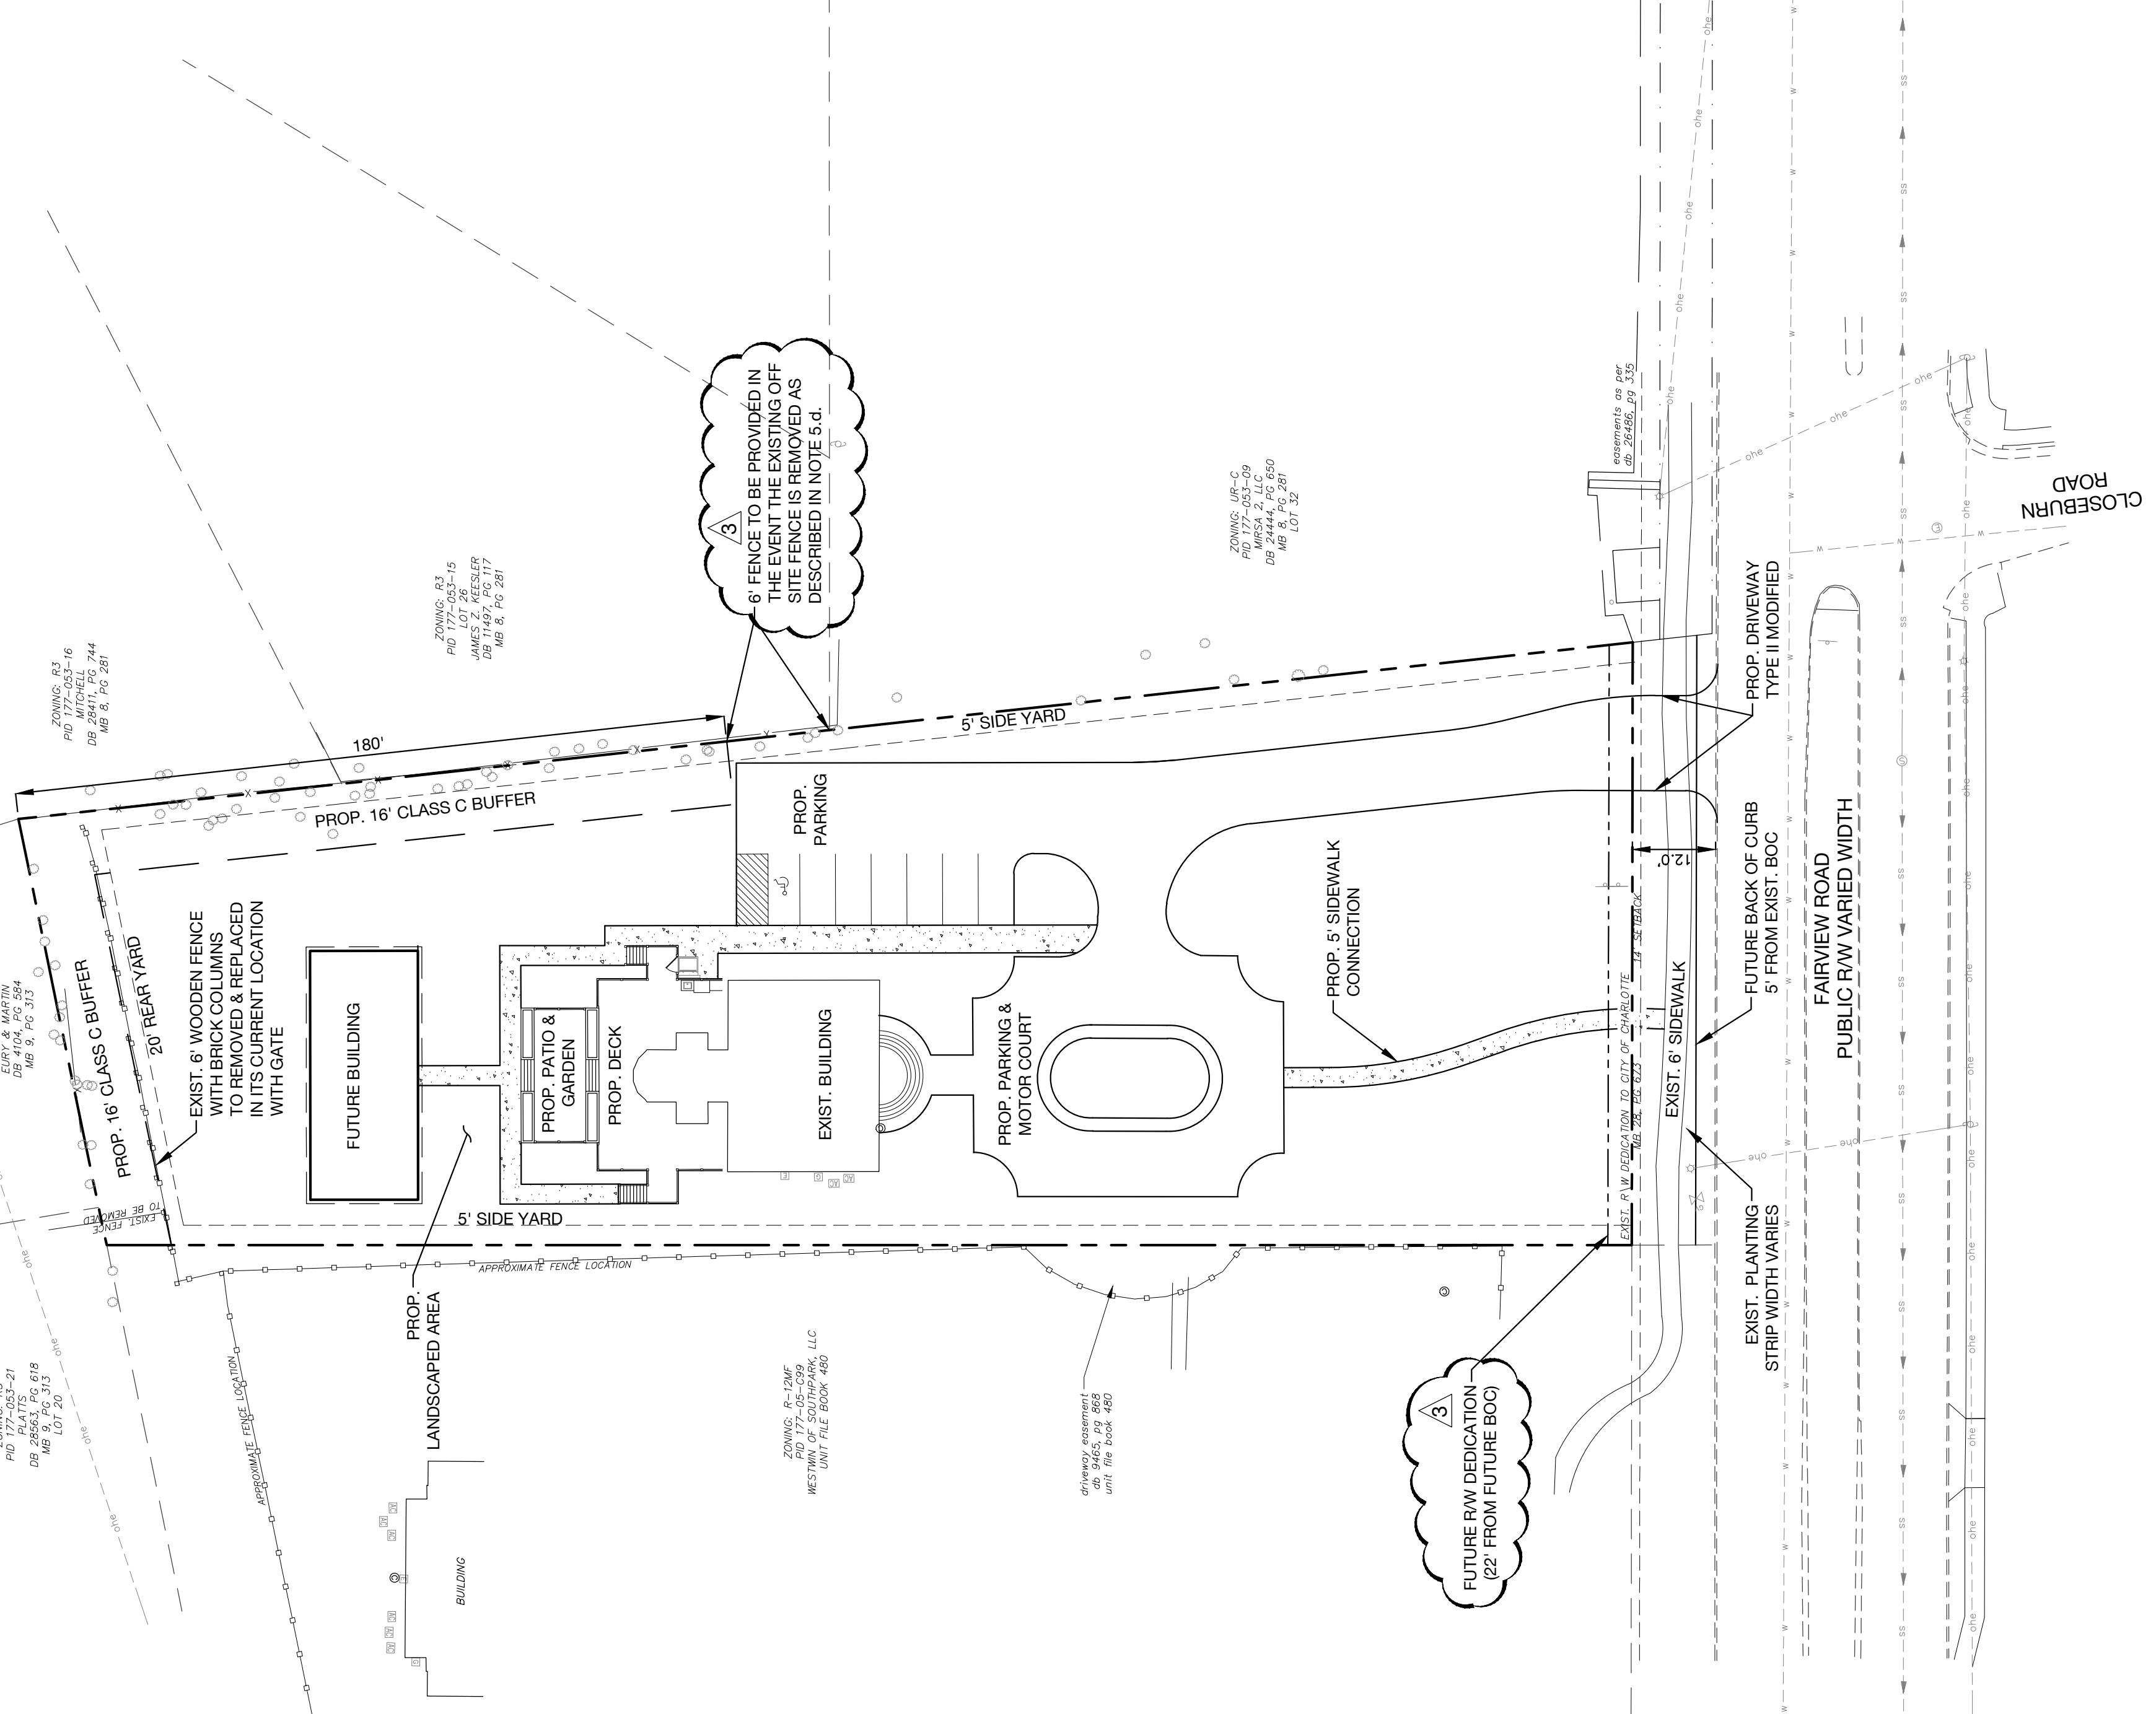 ZONING: R3
PID 177-053-16
MITCHELL
DB 28411, PG 744
MB 8, PG 281
ZONING: R3
PID 177-053-15
LOT 26
JAMES Z. KEESLER
DB 11497, PG 117
MB 8, PG 281
3
6' FENCE TO BE PROVIDED IN
THE EVENT THE EXISTING OFF
SITE FENCE IS REMOVED AS
DESCRIBED IN NOTE 5.d.
ZONING: UR-C
PID 177-053-09
MIRSA 2, LLC
DB 24444, PG 650
MB 8, PG 281
LOT 32
easements as per
db 26486, pg 335
180'
PROP. 16' CLASS C BUFFER
5' SIDE YARD
EURY & MARTIN
DB 4104, PG 584
MB 9, PG 313
PROP. 16' CLASS C BUFFER
20' REAR YARD
EXIST. 6' WOODEN FENCE
WITH BRICK COLUMNS
TO REMOVED & REPLACED
IN ITS CURRENT LOCATION
WITH GATE
EXIST. FENCE
TO BE REMOVED
FUTURE BUILDING
PROP. PATIO &
GARDEN
PROP. DECK
EXIST. BUILDING
PROP.
PARKING
PROP. PARKING &
MOTOR COURT
PROP. 5' SIDEWALK
CONNECTION
5' SIDE YARD
PROP.
LANDSCAPED AREA
APPROXIMATE FENCE LOCATION
APPROXIMATE FENCE LOCATION
PID 177-053-21
PLATTS
DB 28563, PG 618
MB 9, PG 313
LOT 20
BUILDING
ZONING: R-12MF
PID 177-05-C99
WESTWIN OF SOUTHPARK, LLC
UNIT FILE BOOK 480
driveway easement
db 9465, pg 868
unit file book 480
3
FUTURE R/W DEDICATION
(22' FROM FUTURE BOC)
EXIST. R\W DEDICATION TO CITY OF CHARLOTTE
MB 28, PG 673
14' SETBACK
12.0'
EXIST. 6' SIDEWALK
EXIST. PLANTING
STRIP WIDTH VARIES
FUTURE BACK OF CURB
5' FROM EXIST. BOC
PROP. DRIVEWAY
TYPE II MODIFIED
FAIRVIEW ROAD
PUBLIC R/W VARIED WIDTH
CLOSEBURN
ROAD